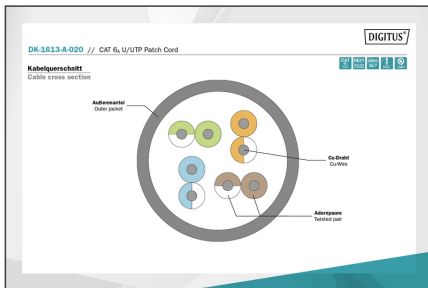 DIGITUS®
DK-1613-A-020 // CAT 6A U/UTP Patch Cord
Kabelquerschnitt
Cable cross section
Außenmantel
Outer jacket
Cu-Draht
Cu-Wire
Adernpaare
Twisted pair